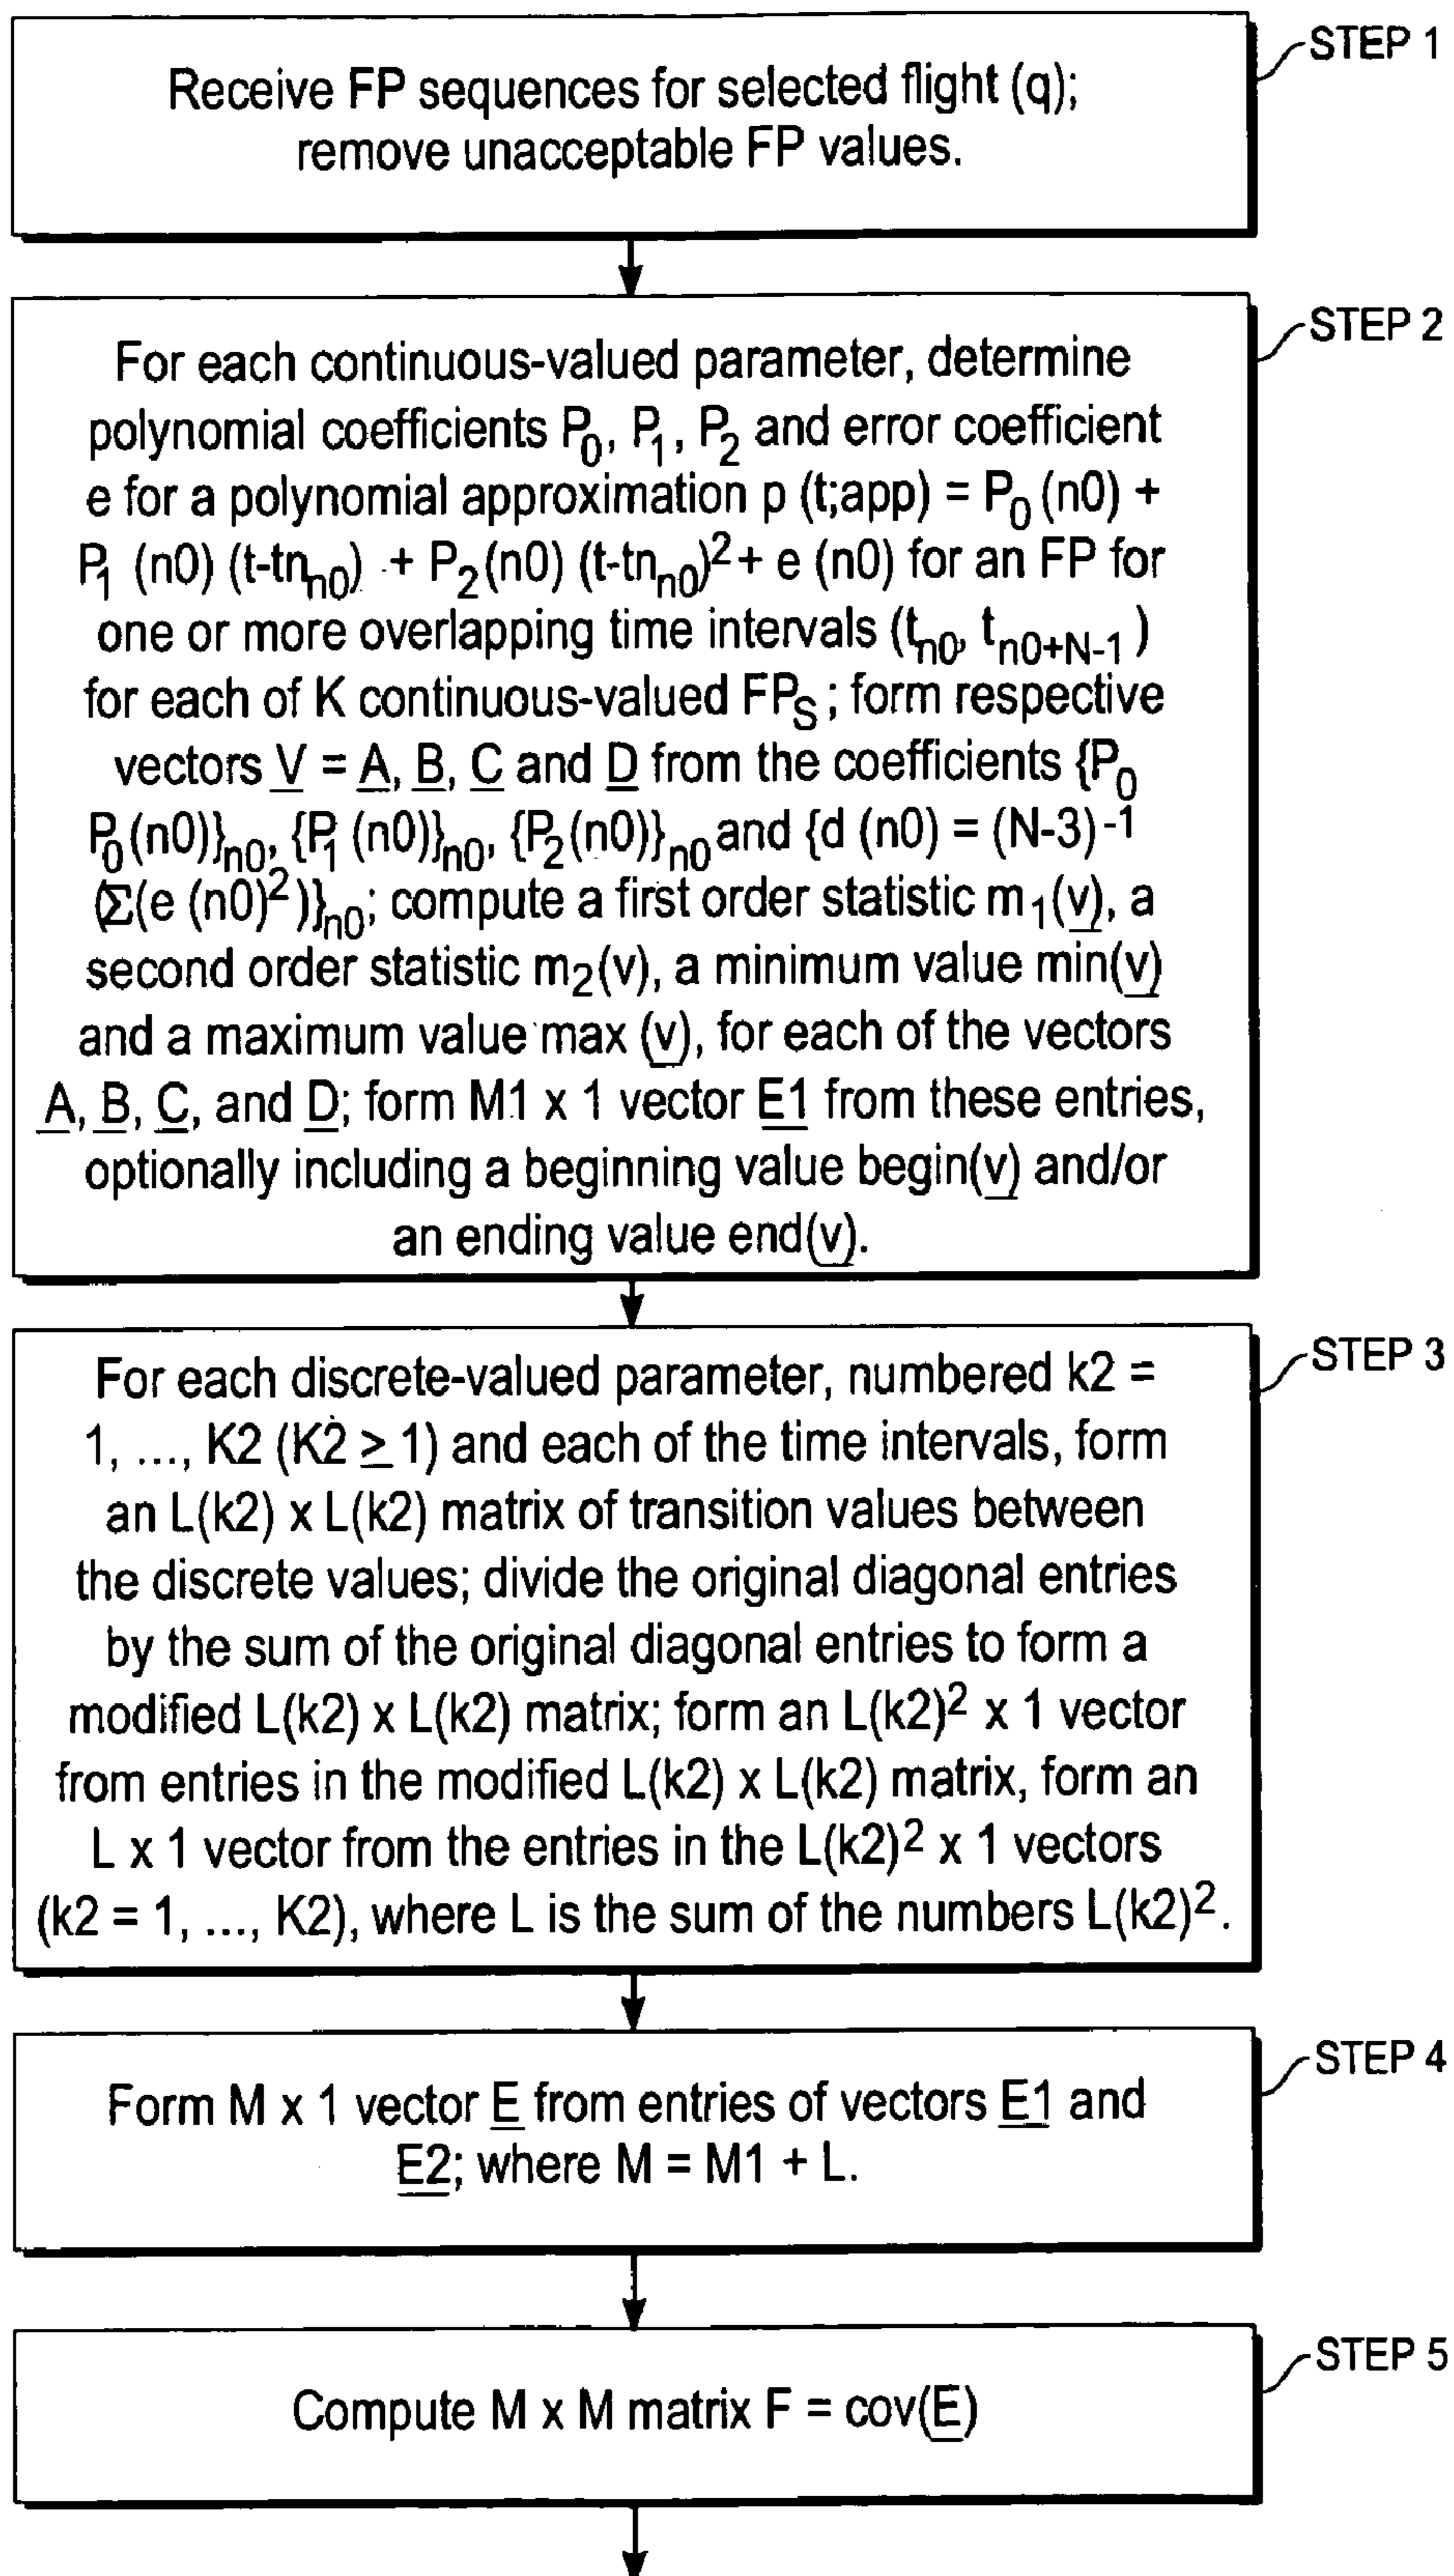 STEP 1
Receive FP sequences for selected flight (q);
remove unacceptable FP values.
STEP 2
For each continuous-valued parameter, determine
polynomial coefficients P₀, P₁, P₂ and error coefficient
e for a polynomial approximation p (t;app) = P₀ (n0) +
P₁ (n0) (t-tn_n0) + P₂(n0) (t-tn_n0)² + e (n0) for an FP for
one or more overlapping time intervals (t_n0, t_n0+N-1)
for each of K continuous-valued FP_S; form respective
vectors V = A, B, C and D from the coefficients {P₀
P₀(n0)}_n0, {P₁ (n0)}_n0, {P₂(n0)}_n0 and {d (n0) = (N-3)⁻¹
(Σ(e (n0)²)}_n0; compute a first order statistic m₁(v), a
second order statistic m₂(v), a minimum value min(v)
and a maximum value max (v), for each of the vectors
A, B, C, and D; form M1 x 1 vector E1 from these entries,
optionally including a beginning value begin(v) and/or
an ending value end(v).
STEP 3
For each discrete-valued parameter, numbered k2 =
1, ..., K2 (K2 ≥ 1) and each of the time intervals, form
an L(k2) x L(k2) matrix of transition values between
the discrete values; divide the original diagonal entries
by the sum of the original diagonal entries to form a
modified L(k2) x L(k2) matrix; form an L(k2)² x 1 vector
from entries in the modified L(k2) x L(k2) matrix, form an
L x 1 vector from the entries in the L(k2)² x 1 vectors
(k2 = 1, ..., K2), where L is the sum of the numbers L(k2)².
STEP 4
Form M x 1 vector E from entries of vectors E1 and
E2; where M = M1 + L.
STEP 5
Compute M x M matrix F = cov(E)